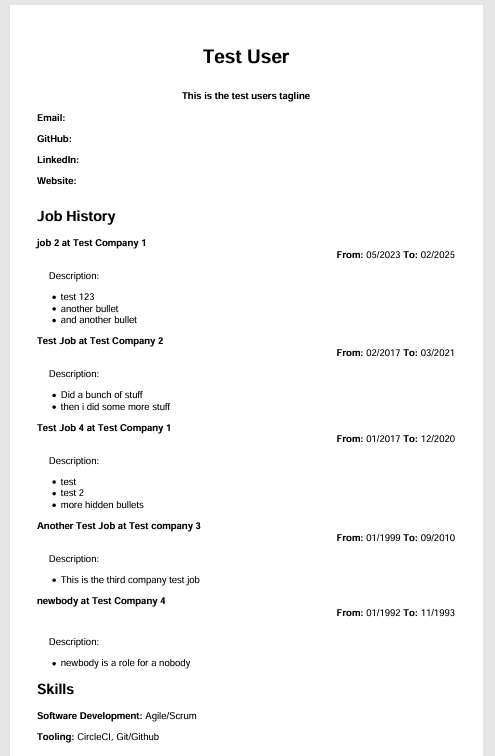 Test User
This is the test users tagline
Email:
GitHub:
LinkedIn:
Website:
Job History
job 2 at Test Company 1
From: 05/2023 To: 02/2025
Description:
• test 123
• another bullet
• and another bullet
Test Job at Test Company 2
From: 02/2017 To: 03/2021
Description:
• Did a bunch of stuff
• then i did some more stuff
Test Job 4 at Test Company 1
From: 01/2017 To: 12/2020
Description:
• test
• test 2
• more hidden bullets
Another Test Job at Test company 3
From: 01/1999 To: 09/2010
Description:
• This is the third company test job
newbody at Test Company 4
From: 01/1992 To: 11/1993
Description:
• newbody is a role for a nobody
Skills
Software Development: Agile/Scrum
Tooling: CircleCI, Git/Github